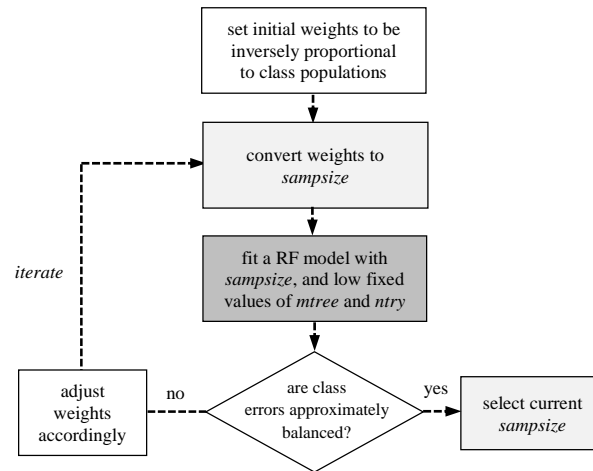 set initial weights to be
inversely proportional
to class populations
convert weights to
sampsize
iterate
fit a RF model with
sampsize, and low fixed
values of mtree and ntry
are class
errors approximately
balanced?
no
yes
adjust
weights
accordingly
select current
sampsize